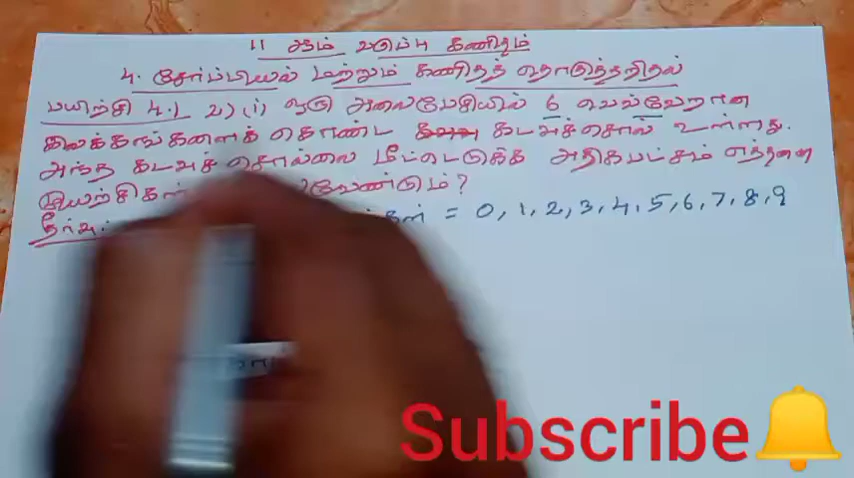 11 ஆம் வகுப்பு கணிதம்
4. சேர்ப்பியல் மற்றும் கணிதத் தொகுத்தறிதல்
பயிற்சி 4.1 2) (i) ஒரு அலைபேசியில் 6 வெவ்வேறான
இலக்கங்களைக் கொண்ட கடவுச்சொல் உள்ளது.
அந்த கடவுச் சொல்லை மீட்டெடுக்க அதிகபட்சம் எத்தனை
முயற்சிகள் வேண்டும்?
தீர்வு: = 0, 1, 2, 3, 4, 5, 6, 7, 8, 9
Subscribe